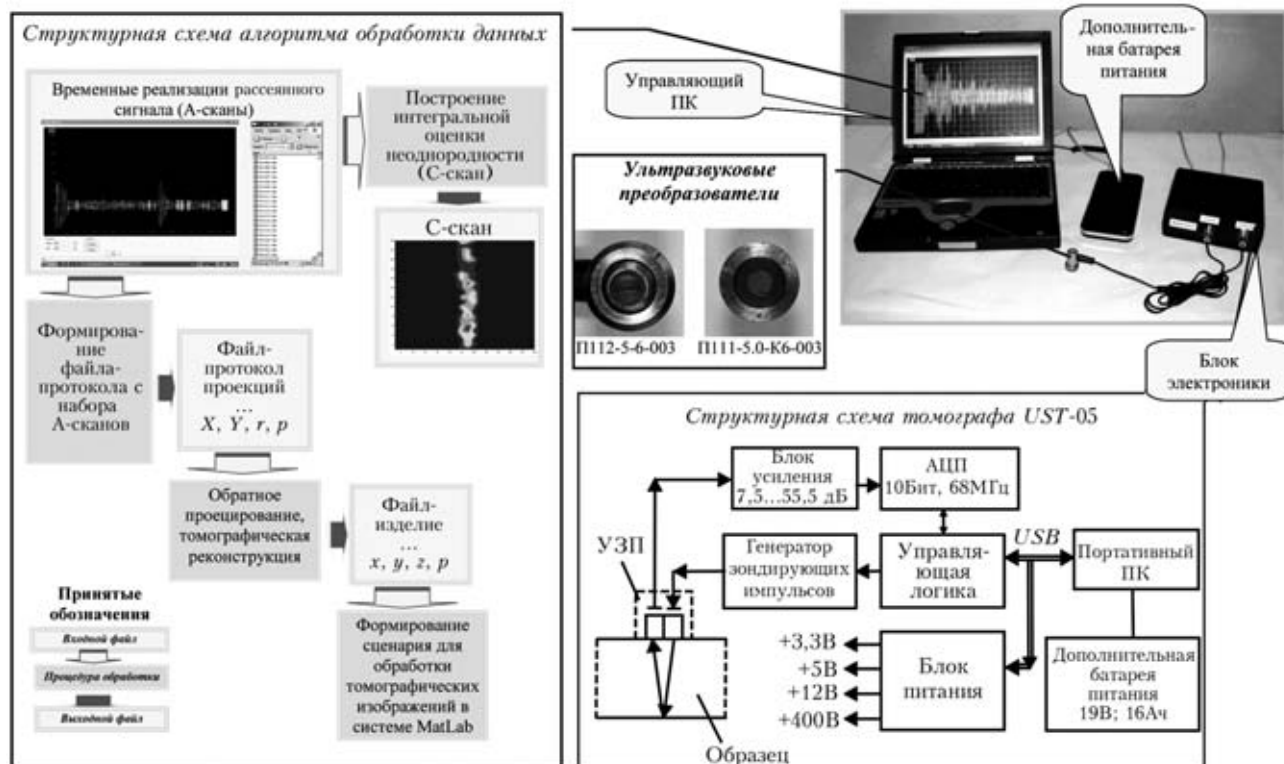 Структурная схема алгоритма обработки данных
Временные реализации рассеянного
сигнала (А-сканы)
Построение
интегральной
оценки
неоднородности
(С-скан)
С-скан
Формирова-
ние
файла-
протокола с
набора
А-сканов
Файл-
протокол
проекций
...
X, Y, r, p
Обратное
проецирование,
томографическая
реконструкция
Файл-
изделие
...
x, y, z, p
Формирование
сценария для
обработки
томографических
изображений в
системе MatLab
Принятые
обозначения
Входной файл
Процедура обработки
Выходной файл
Управляющий
ПК
Дополнитель-
ная батарея
питания
Ультразвуковые
преобразователи
П112-5-6-003
П111-5.0-К6-003
Блок
электроники
Структурная схема томографа UST-05
Блок
усиления
7,5...55,5 дБ
АЦП
10Бит, 68МГц
УЗП
Генератор
зондирующих
импульсов
Управля-
ющая
логика
USB
Портативный
ПК
+3,3В
+5В
+12В
+400В
Блок
питания
Дополнительная
батарея
питания
19В; 16Ач
Образец